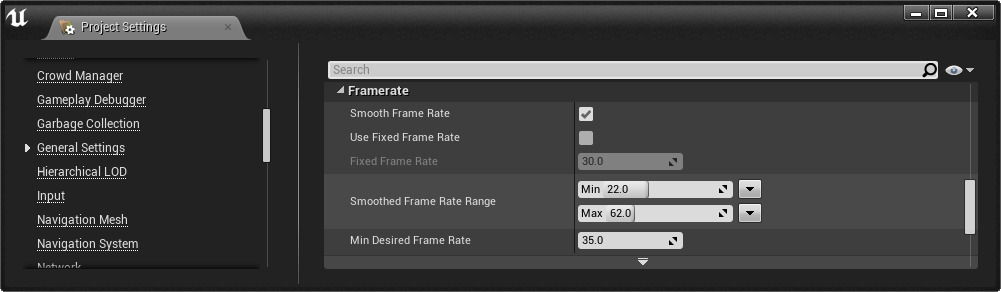 Project Settings
Crowd Manager
Gameplay Debugger
Garbage Collection
General Settings
Hierarchical LOD
Input
Navigation Mesh
Navigation System
Network
Search
Framerate
Smooth Frame Rate
Use Fixed Frame Rate
Fixed Frame Rate 30.0
Smoothed Frame Rate Range
Min 22.0
Max 62.0
Min Desired Frame Rate 35.0